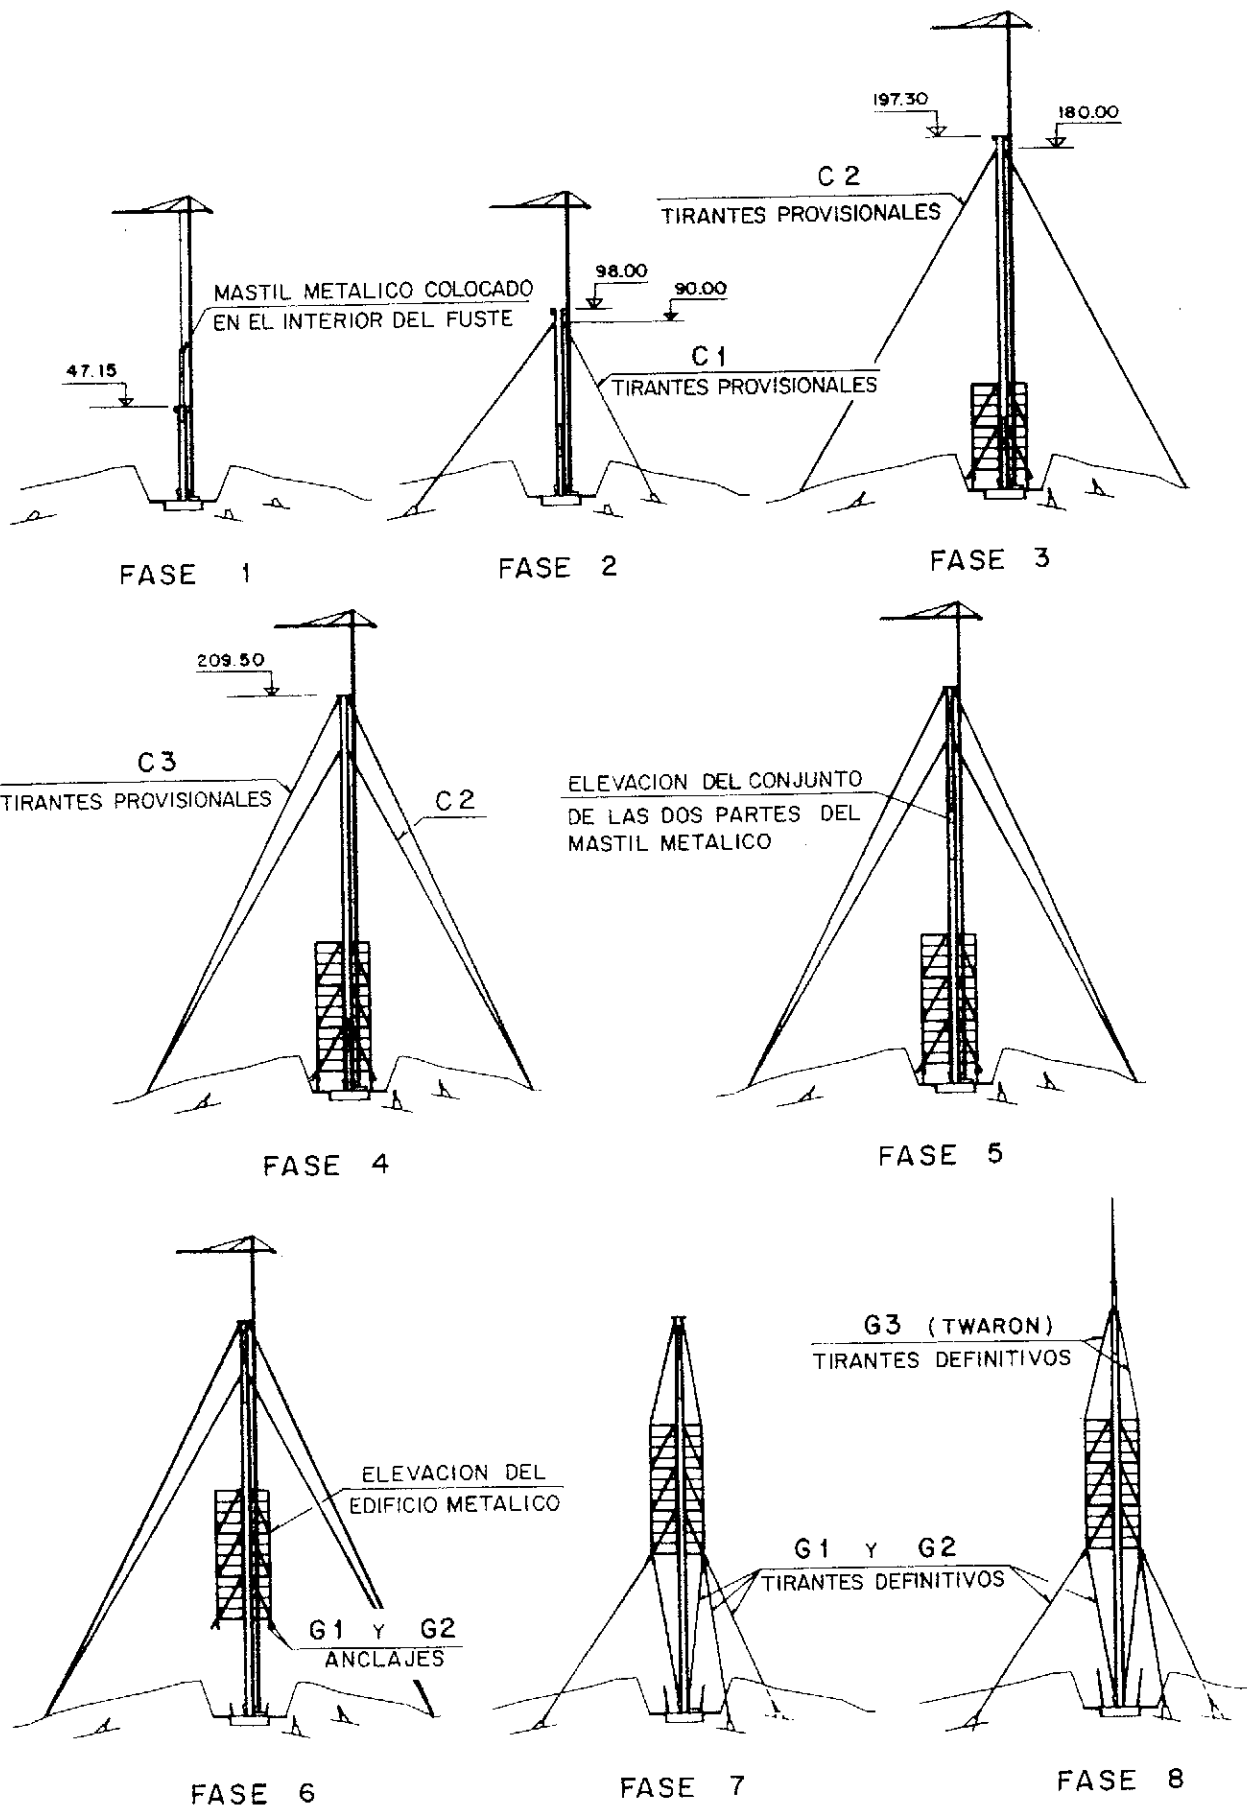 MASTIL METALICO COLOCADO
EN EL INTERIOR DEL FUSTE
47.15
FASE 1
98.00
90.00
C1
TIRANTES PROVISIONALES
FASE 2
197.30
180.00
C2
TIRANTES PROVISIONALES
FASE 3
209.50
C3
TIRANTES PROVISIONALES
C2
FASE 4
ELEVACION DEL CONJUNTO
DE LAS DOS PARTES DEL
MASTIL METALICO
FASE 5
ELEVACION DEL
EDIFICIO METALICO
G1 Y G2
ANCLAJES
FASE 6
G1 Y G2
TIRANTES DEFINITIVOS
FASE 7
G3 (TWARON)
TIRANTES DEFINITIVOS
FASE 8